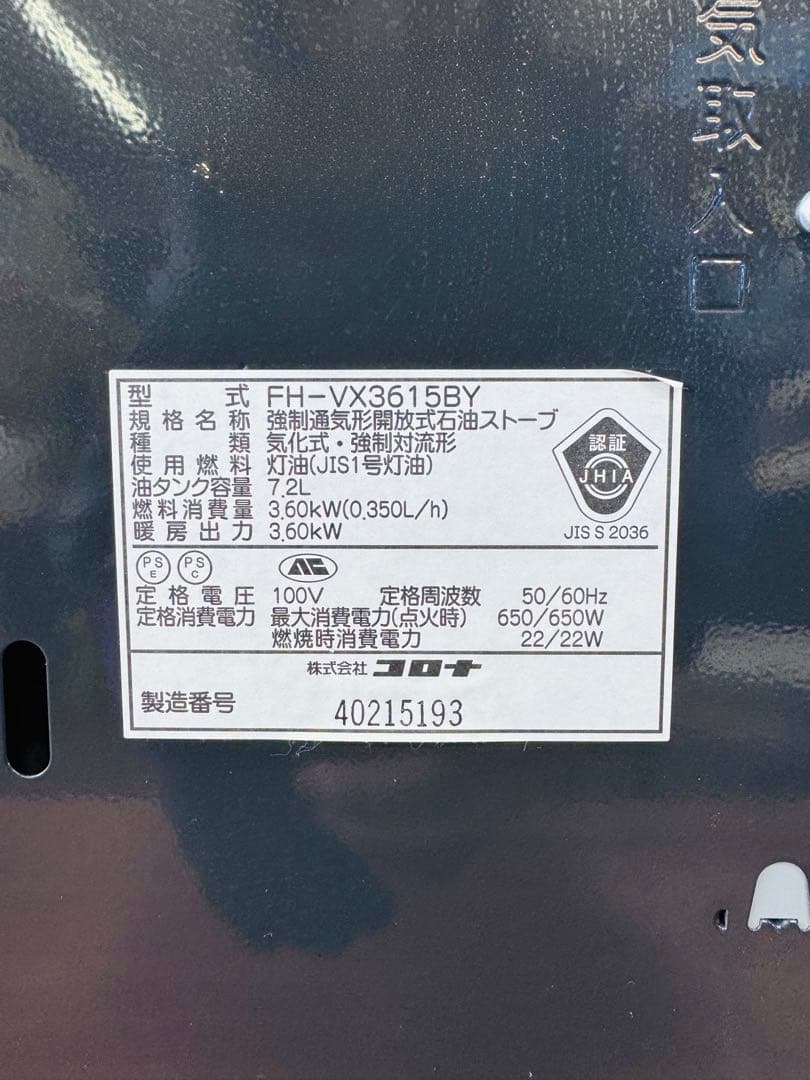 気取入口
型式 FH-VX3615BY
規格名称 強制通気形開放式石油ストーブ
種類 気化式・強制対流形
使用燃料 灯油(JIS1号灯油)
油タンク容量 7.2L
燃料消費量 3.60kW(0.350L/h)
暖房出力 3.60kW
認証
JHIA
JIS S 2036
PS E PS C
定格電圧 100V 定格周波数 50/60Hz
定格消費電力 最大消費電力(点火時) 650/650W
燃焼時消費電力 22/22W
株式会社 コロナ
製造番号 40215193